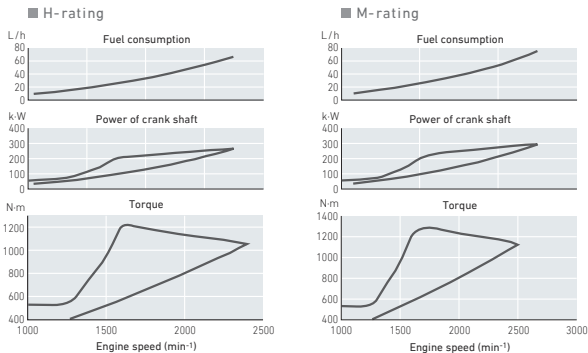 H-rating
L/h
Fuel consumption
80
60
40
20
0
k·W
Power of crank shaft
400
300
200
100
0
N·m
Torque
1200
1000
800
600
400
1000
1500
2000
2500
Engine speed (min-1)
M-rating
L/h
Fuel consumption
80
60
40
20
0
k·W
Power of crank shaft
400
300
200
100
0
N·m
Torque
1400
1200
1000
800
600
400
1000
1500
2000
2500
3000
Engine speed (min-1)